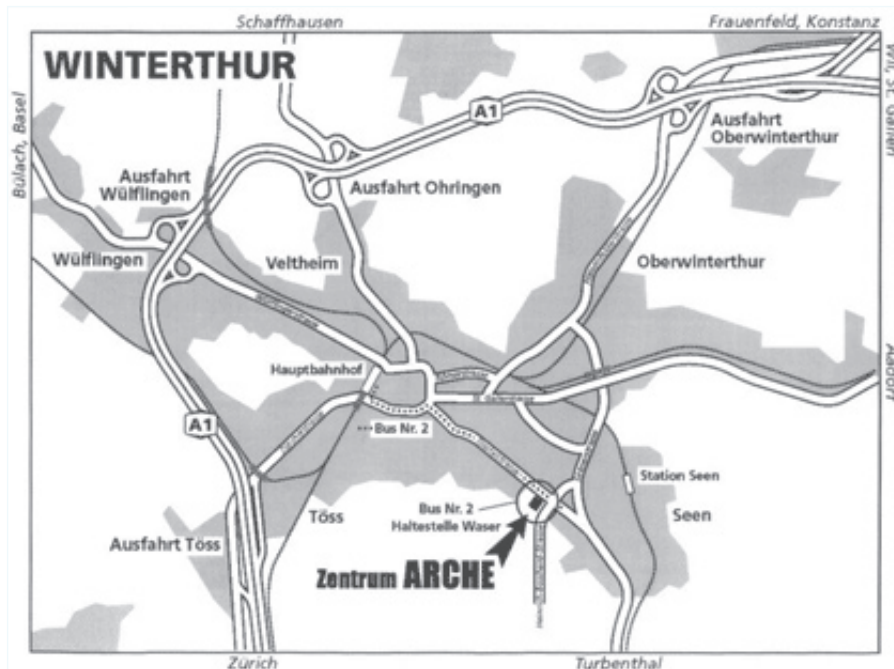 Schaffhausen
Frauenfeld, Konstanz
WINTERTHUR
Wil, St. Gallen
Bülach, Basel
A1
Ausfahrt
Oberwinterthur
Ausfahrt
Wülflingen
Ausfahrt Ohringen
Wülflingen
Veltheim
Oberwinterthur
Hauptbahnhof
St. Gallerstrasse
Aadorf
A1
Bus Nr. 2
Station Seen
Bus Nr. 2
Haltestelle Waser
Töss
Seen
Ausfahrt Töss
Zentrum ARCHE
Zürich
Turbenthal